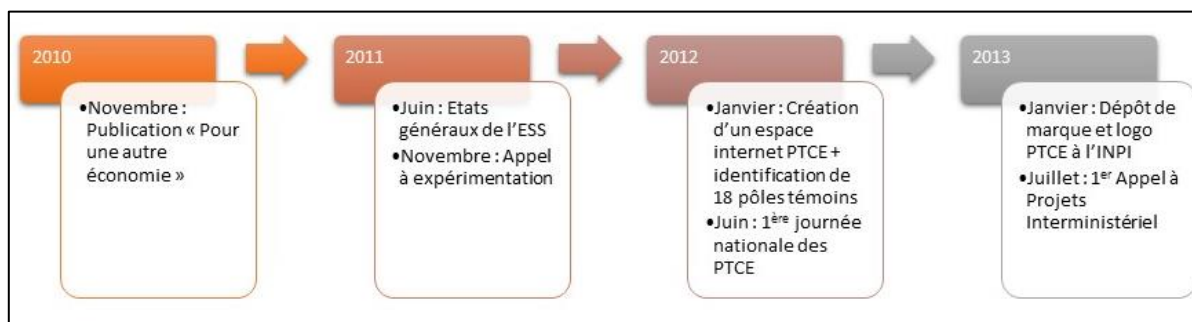 2010
•Novembre :
Publication « Pour
une autre
économie »
2011
•Juin : Etats
généraux de l’ESS
•Novembre : Appel
à expérimentation
2012
•Janvier : Création
d’un espace
internet PTCE +
identification de
18 pôles témoins
•Juin : 1ère journée
nationale des
PTCE
2013
•Janvier : Dépôt de
marque et logo
PTCE à l’INPI
•Juillet : 1er Appel à
Projets
Interministériel